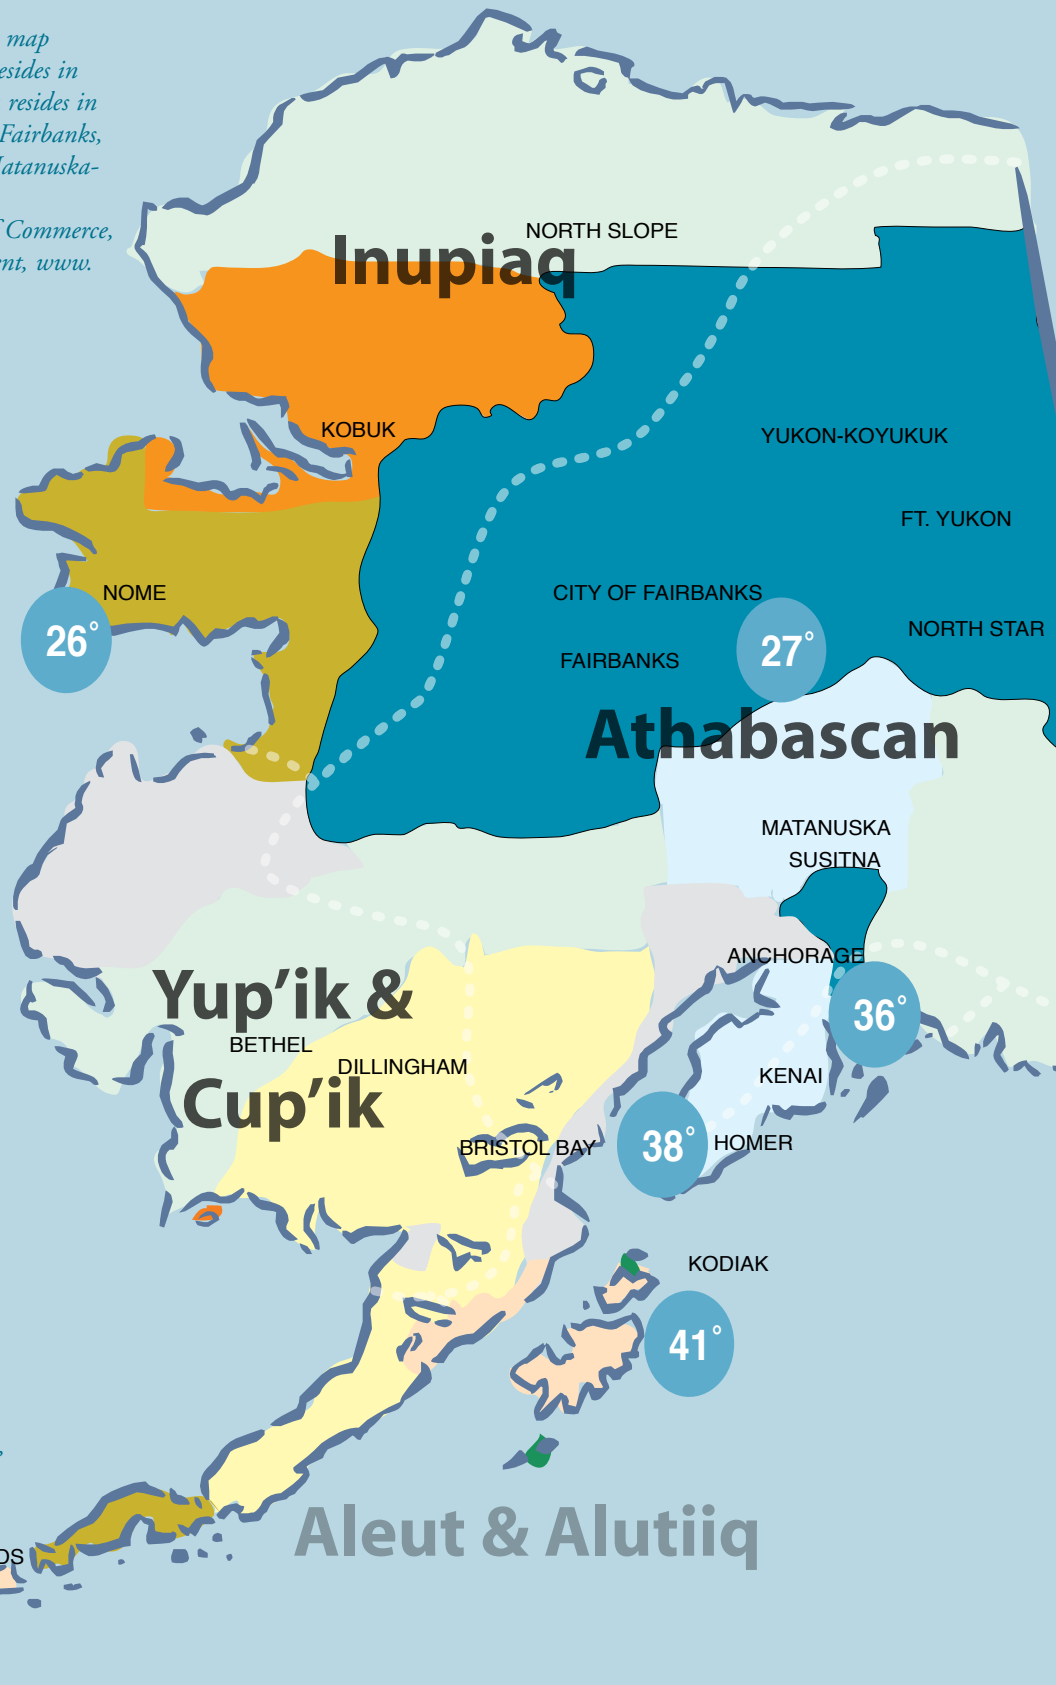 map
esides in
resides in
Fairbanks,
Matanuska-
f Commerce,
ent, www.
NORTH SLOPE
Inupiaq
KOBUK
YUKON-KOYUKUK
FT. YUKON
NOME
CITY OF FAIRBANKS
26°
27°
NORTH STAR
FAIRBANKS
Athabascan
MATANUSKA
SUSITNA
ANCHORAGE
Yup’ik &
36°
BETHEL
DILLINGHAM
KENAI
Cup’ik
BRISTOL BAY
38°
HOMER
KODIAK
41°
,
Aleut & Alutiiq
DS